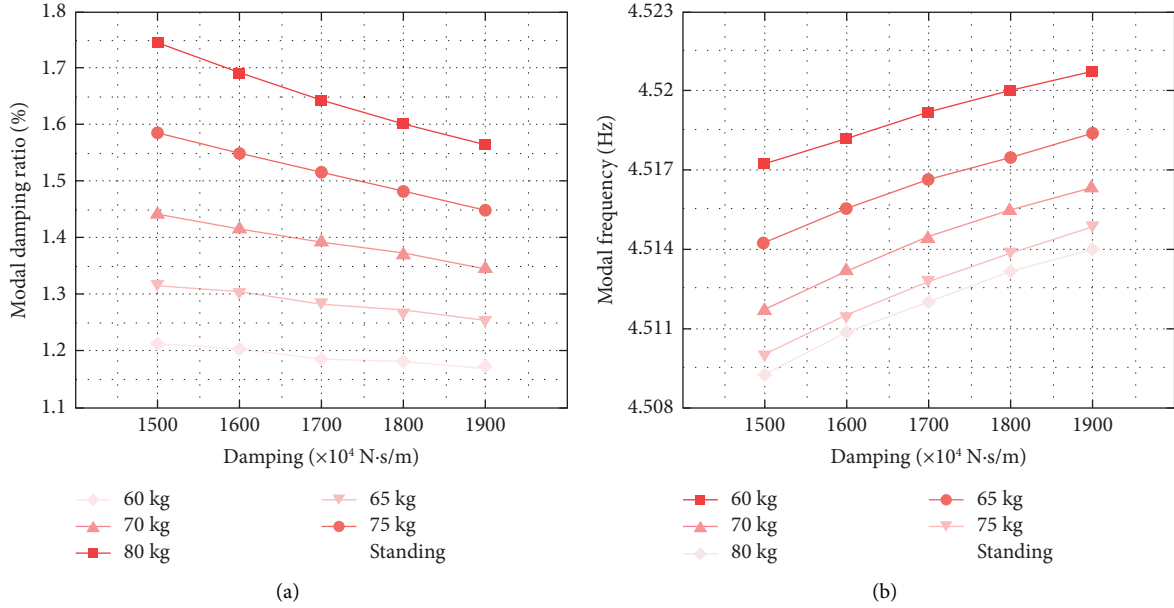 1.8
1.7
1.6
1.5
1.4
1.3
1.2
1.1
Modal damping ratio (%)
1500 1600 1700 1800 1900
Damping (×10⁴ N·s/m)
60 kg 65 kg
70 kg 75 kg
80 kg Standing
(a)
4.523
4.52
4.517
4.514
4.511
4.508
Modal frequency (Hz)
1500 1600 1700 1800 1900
Damping (×10⁴ N·s/m)
60 kg 65 kg
70 kg 75 kg
80 kg Standing
(b)